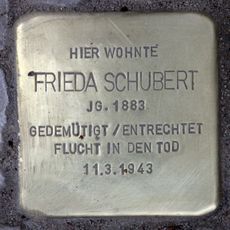 HIER WOHNTE
FRIEDA SCHUBERT
JG. 1883
GEDEMÜTIGT / ENTRECHTET
FLUCHT IN DEN TOD
11.3.1943